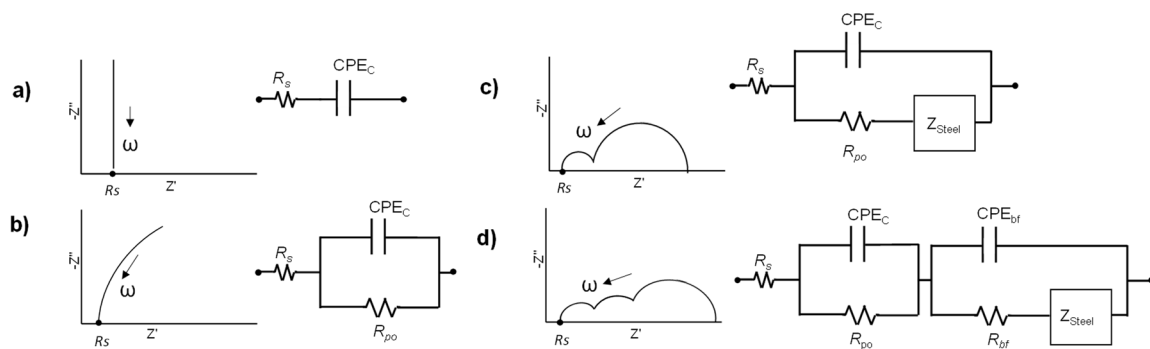 a)
-Z"
ω
Rs
Z'
Rs
CPEC
b)
-Z"
ω
Rs
Z'
Rs
CPEC
Rpo
c)
-Z"
ω
Rs
Z'
Rs
CPEC
Rpo
ZSteel
d)
-Z"
ω
Rs
Z'
Rs
CPEC
Rpo
CPEbf
Rbf
ZSteel